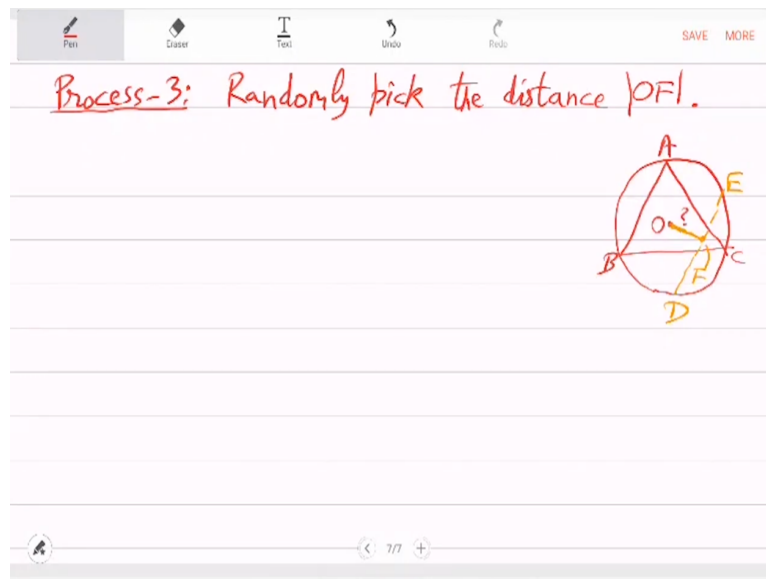 Pen Eraser Text Undo Redo SAVE MORE
Process-3: Randomly pick the distance |OF|.
A
E
O ?
B C
F
D
7/7